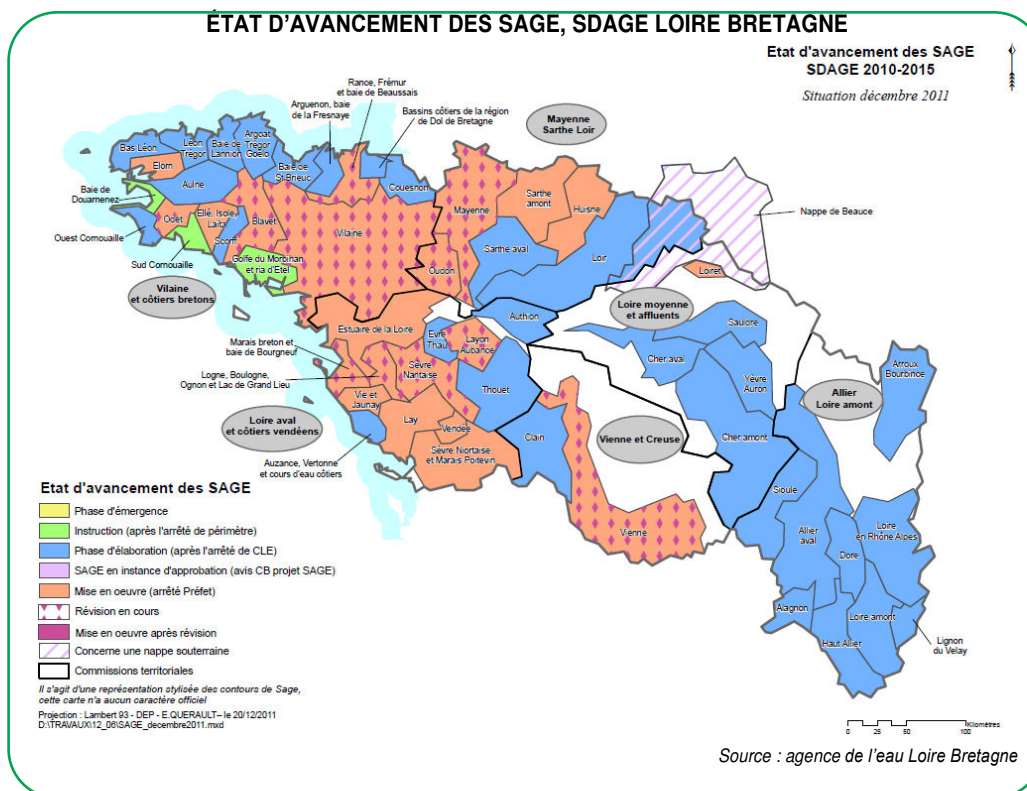 ÉTAT D'AVANCEMENT DES SAGE, SDAGE LOIRE BRETAGNE
Etat d'avancement des SAGE
SDAGE 2010-2015
Situation décembre 2011
Rance, Frémur
et baie de Beaussais
Arguenon, baie
de la Fresnaye
Bassins côtiers de la région
de Dol de Bretagne
Mayenne
Sarthe Loir
Bas Léon
Léon
Trégor
Baie de
Lannion
Argoat
Trégor
Goëlo
Elorn
Baie de
St Brieuc
Couesnon
Aulne
Baie de
Douarnenez
Odet
Ellé, Isole
Laïta
Scorff
Blavet
Vilaine
Mayenne
Sarthe
amont
Huisne
Nappe de Beauce
Ouest Cornouaille
Sud Cornouaille
Golfe du Morbihan
et ria d'Etel
Oudon
Sarthe aval
Loir
Loiret
Vilaine
et côtiers bretons
Loire moyenne
et affluents
Estuaire de la Loire
Authion
Evre
Thau
Layon
Aubance
Sauldre
Marais breton et
baie de Bourgneuf
Cher aval
Arroux
Bourbince
Logne, Boulogne,
Ognon et Lac de Grand Lieu
Sèvre
Nantaise
Thouet
Yèvre
Auron
Vie et
Jaunay
Allier
Loire amont
Loire aval
et côtiers vendéens
Lay
Vendée
Clain
Vienne et Creuse
Cher amont
Auzance, Vertonne
et cours d'eau côtiers
Sèvre Niortaise
et Marais Poitevin
Sioule
Vienne
Allier
aval
Loire
en Rhône Alpes
Dore
Alagnon
Loire amont
Haut Allier
Lignon
du Velay
Etat d'avancement des SAGE
Phase d'émergence
Instruction (après l'arrêté de périmètre)
Phase d'élaboration (après l'arrêté de CLE)
SAGE en instance d'approbation (avis CB projet SAGE)
Mise en oeuvre (arrêté Préfet)
Révision en cours
Mise en oeuvre après révision
Concerne une nappe souterraine
Commissions territoriales
Il s'agit d'une représentation stylisée des contours de Sage,
cette carte n'a aucun caractère officiel
Projection : Lambert 93 - DEP - E.QUERAULT– le 20/12/2011
D:\TRAVAUX\12_06\SAGE_decembre2011.mxd
Kilomètres
0 25 50 100
Source : agence de l'eau Loire Bretagne